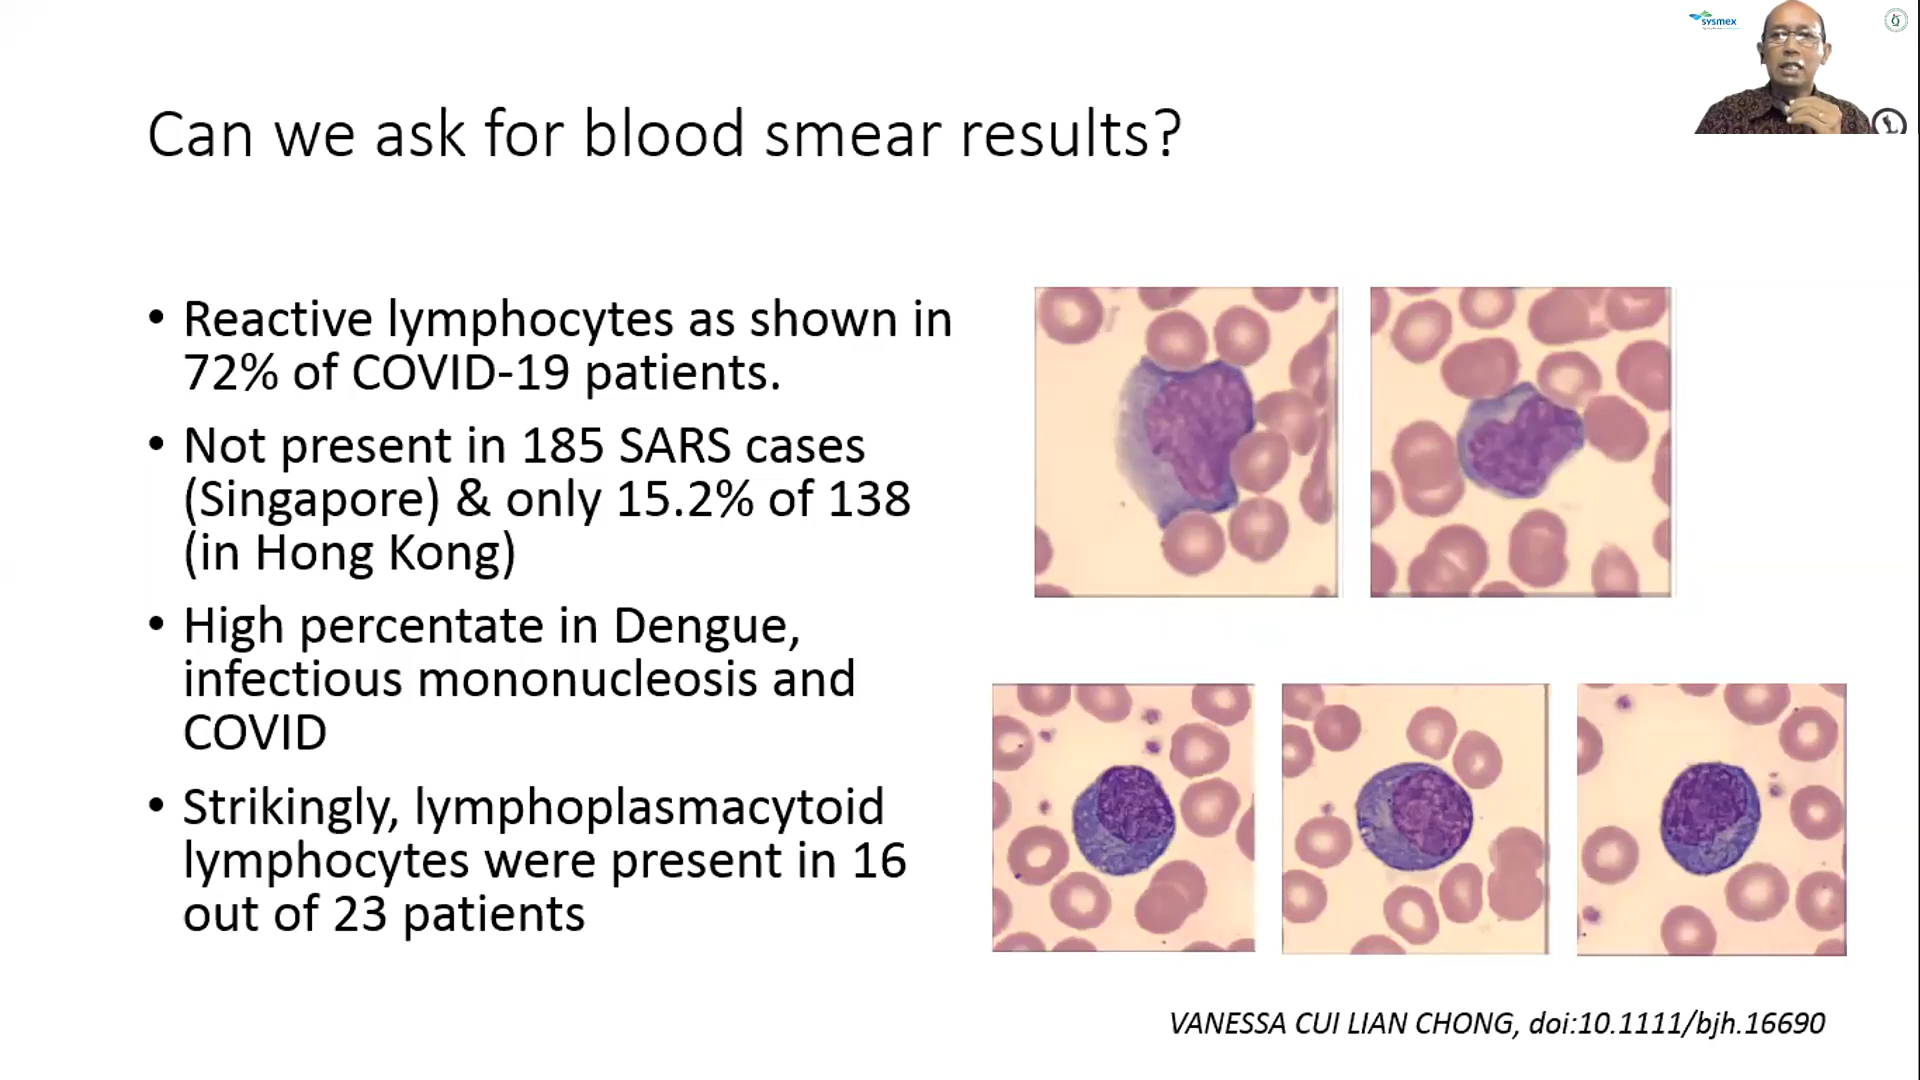 sysmex
Can we ask for blood smear results?
• Reactive lymphocytes as shown in
72% of COVID-19 patients.
• Not present in 185 SARS cases
(Singapore) & only 15.2% of 138
(in Hong Kong)
• High percentate in Dengue,
infectious mononucleosis and
COVID
• Strikingly, lymphoplasmacytoid
lymphocytes were present in 16
out of 23 patients
VANESSA CUI LIAN CHONG, doi:10.1111/bjh.16690